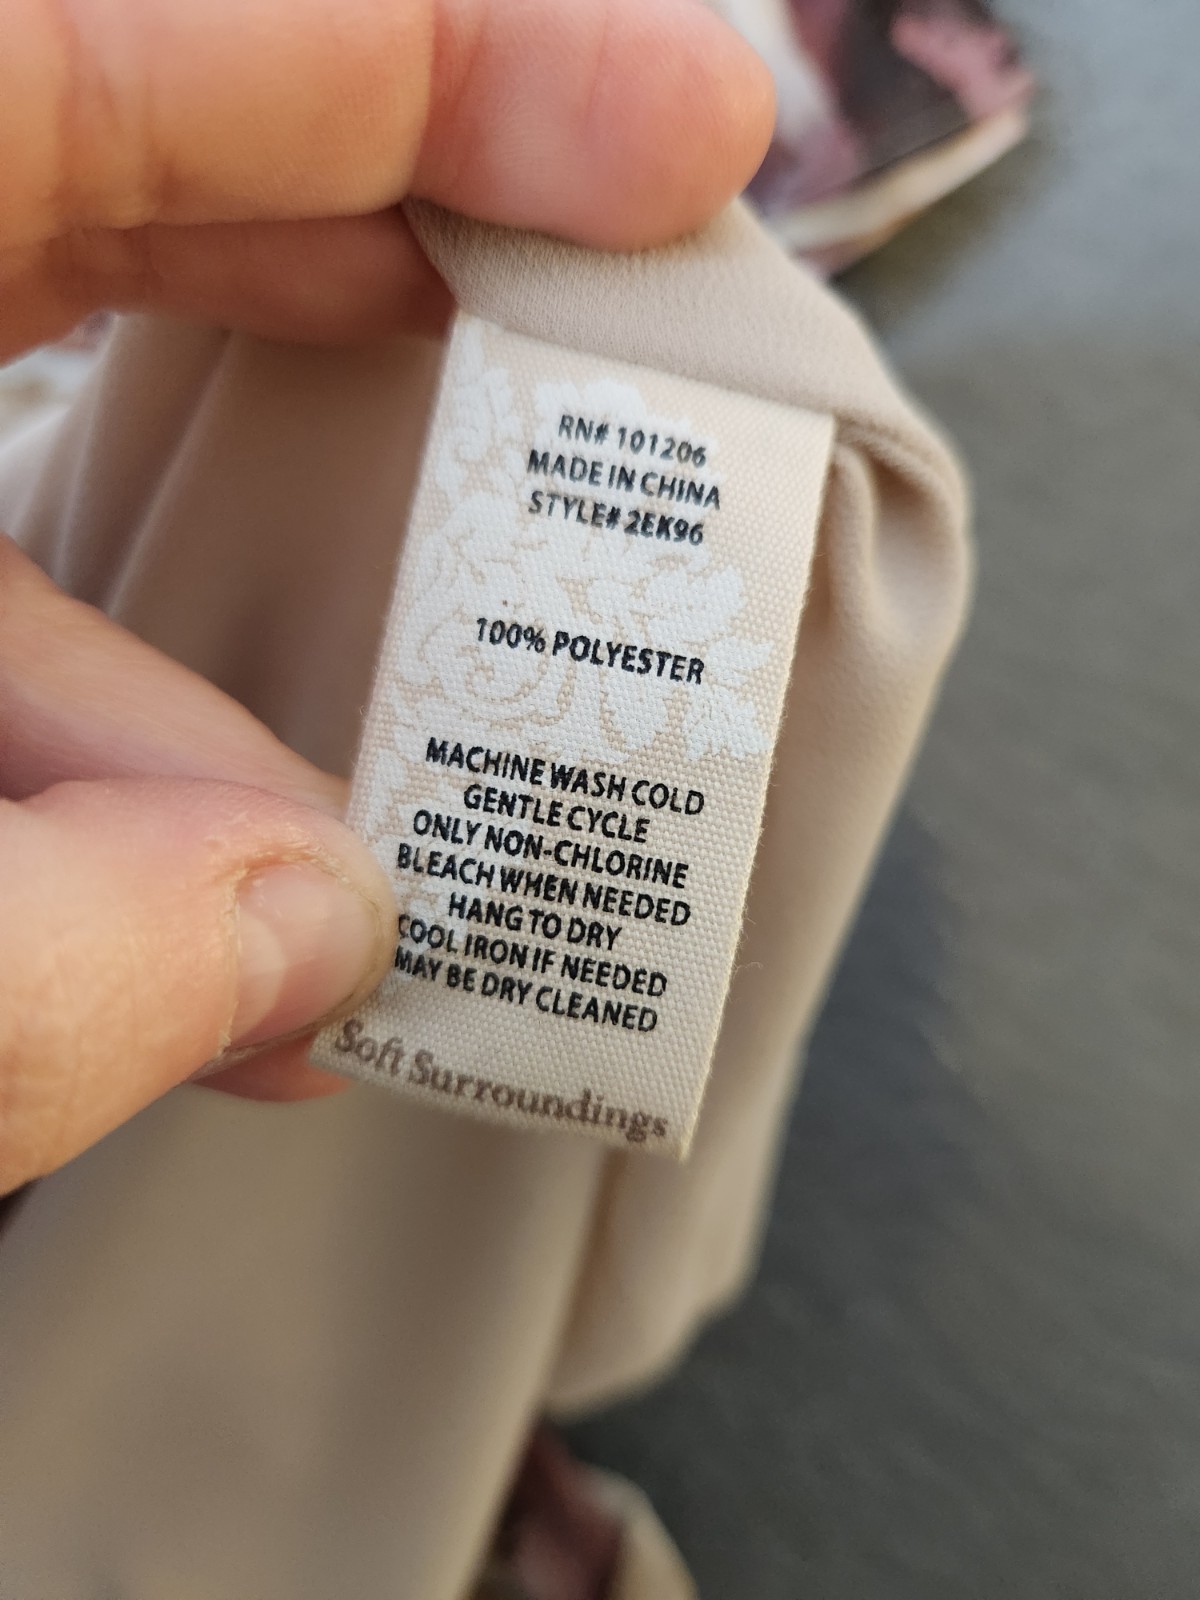 RN# 101206
MADE IN CHINA
STYLE# 2EK96
100% POLYESTER
MACHINE WASH COLD
GENTLE CYCLE
ONLY NON-CHLORINE
BLEACH WHEN NEEDED
HANG TO DRY
COOL IRON IF NEEDED
MAY BE DRY CLEANED
Soft Surroundings